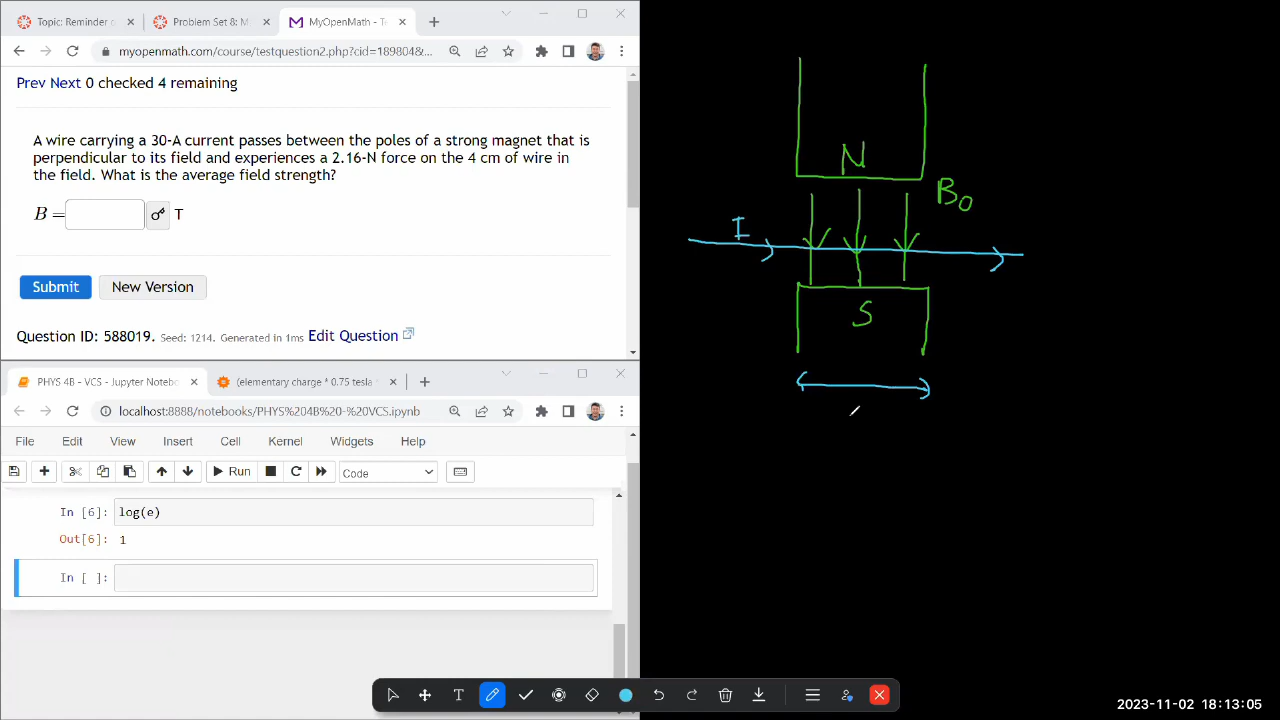 Topic: Reminder o
Problem Set 8: M
MyOpenMath - Te
myopenmath.com/course/testquestion2.php?cid=189804&...
Prev Next 0 checked 4 remaining
A wire carrying a 30-A current passes between the poles of a strong magnet that is
perpendicular to its field and experiences a 2.16-N force on the 4 cm of wire in
the field. What is the average field strength?
B = T
Submit New Version
Question ID: 588019. Seed: 1214. Generated in 1ms Edit Question
PHYS 4B - VCS - Jupyter Noteb
(elementary charge * 0.75 tesla
localhost:8888/notebooks/PHYS%204B%20-%20VCS.ipynb
File Edit View Insert Cell Kernel Widgets Help
Run Code
In [6]: log(e)
Out[6]: 1
In [ ]:
N
B0
I
S
T
2023-11-02 18:13:05